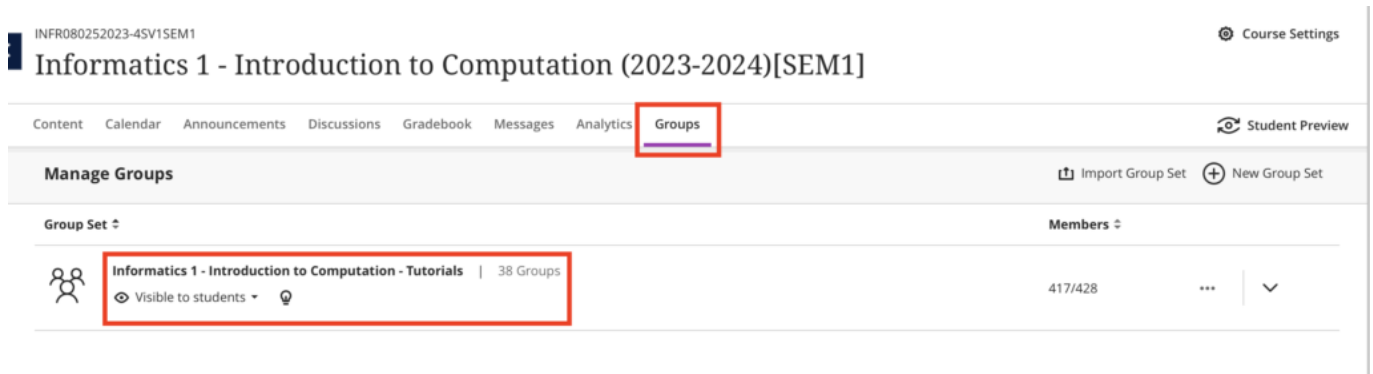 INFR080252023-4SV1SEM1
Course Settings
Informatics 1 - Introduction to Computation (2023-2024)[SEM1]
Content Calendar Announcements Discussions Gradebook Messages Analytics Groups
Student Preview
Manage Groups
Import Group Set
New Group Set
Group Set
Members
Informatics 1 - Introduction to Computation - Tutorials | 38 Groups
Visible to students
417/428